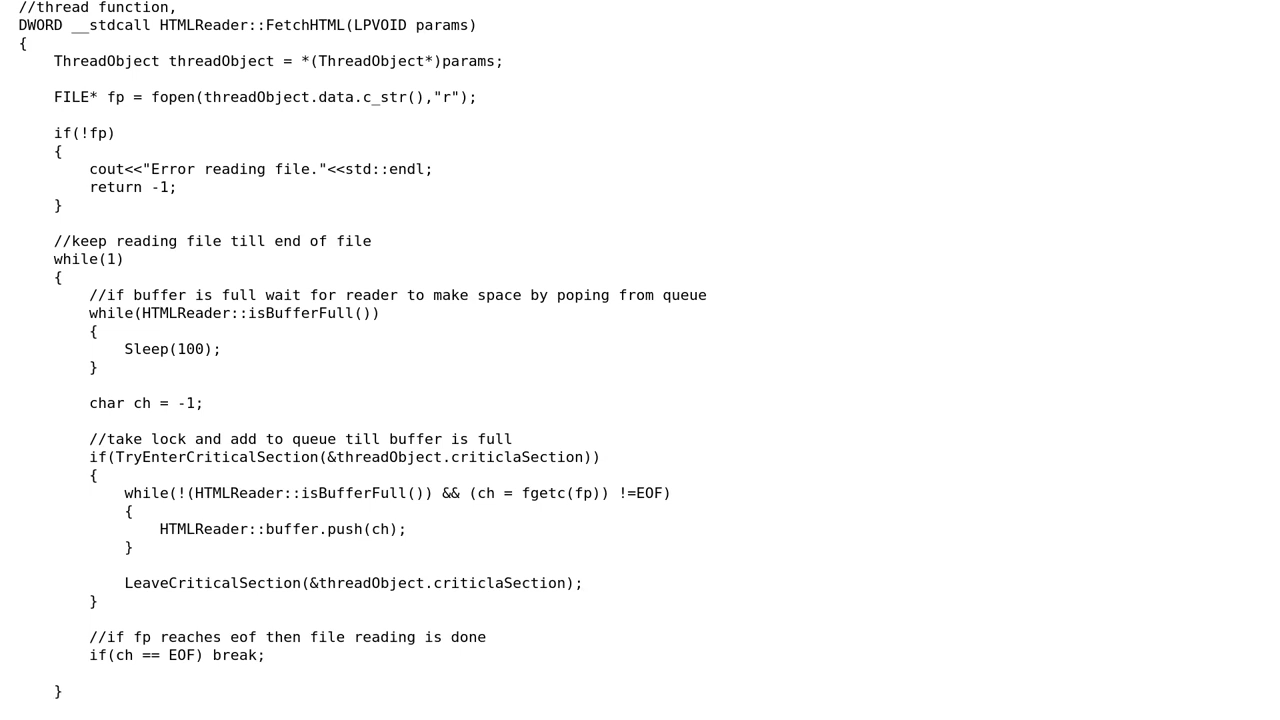 //thread function,
DWORD __stdcall HTMLReader::FetchHTML(LPVOID params)
{
    ThreadObject threadObject = *(ThreadObject*)params;

    FILE* fp = fopen(threadObject.data.c_str(),"r");

    if(!fp)
    {
        cout<<"Error reading file."<<std::endl;
        return -1;
    }

    //keep reading file till end of file
    while(1)
    {
        //if buffer is full wait for reader to make space by poping from queue
        while(HTMLReader::isBufferFull())
        {
            Sleep(100);
        }

        char ch = -1;

        //take lock and add to queue till buffer is full
        if(TryEnterCriticalSection(&threadObject.criticlaSection))
        {
            while(!(HTMLReader::isBufferFull()) && (ch = fgetc(fp)) !=EOF)
            {
                HTMLReader::buffer.push(ch);
            }

            LeaveCriticalSection(&threadObject.criticlaSection);
        }

        //if fp reaches eof then file reading is done
        if(ch == EOF) break;

    }